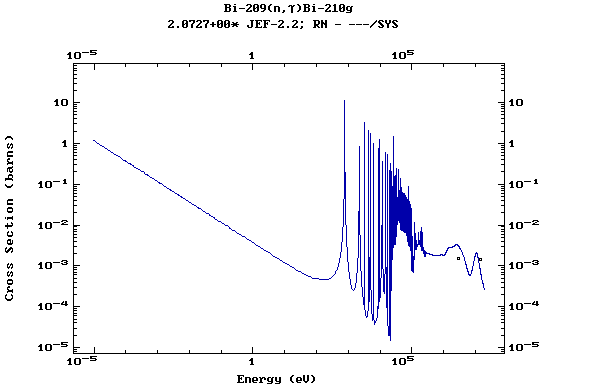 Bi-209(n,γ)Bi-210g
2.0727+00* JEF-2.2; RN - ---/SYS
10⁻⁵ 1 10⁵
10 10
1 1
10⁻¹ 10⁻¹
10⁻² 10⁻²
10⁻³ 10⁻³
10⁻⁴ 10⁻⁴
10⁻⁵ 10⁻⁵
Cross Section (barns)
10⁻⁵ 1 10⁵
Energy (eV)